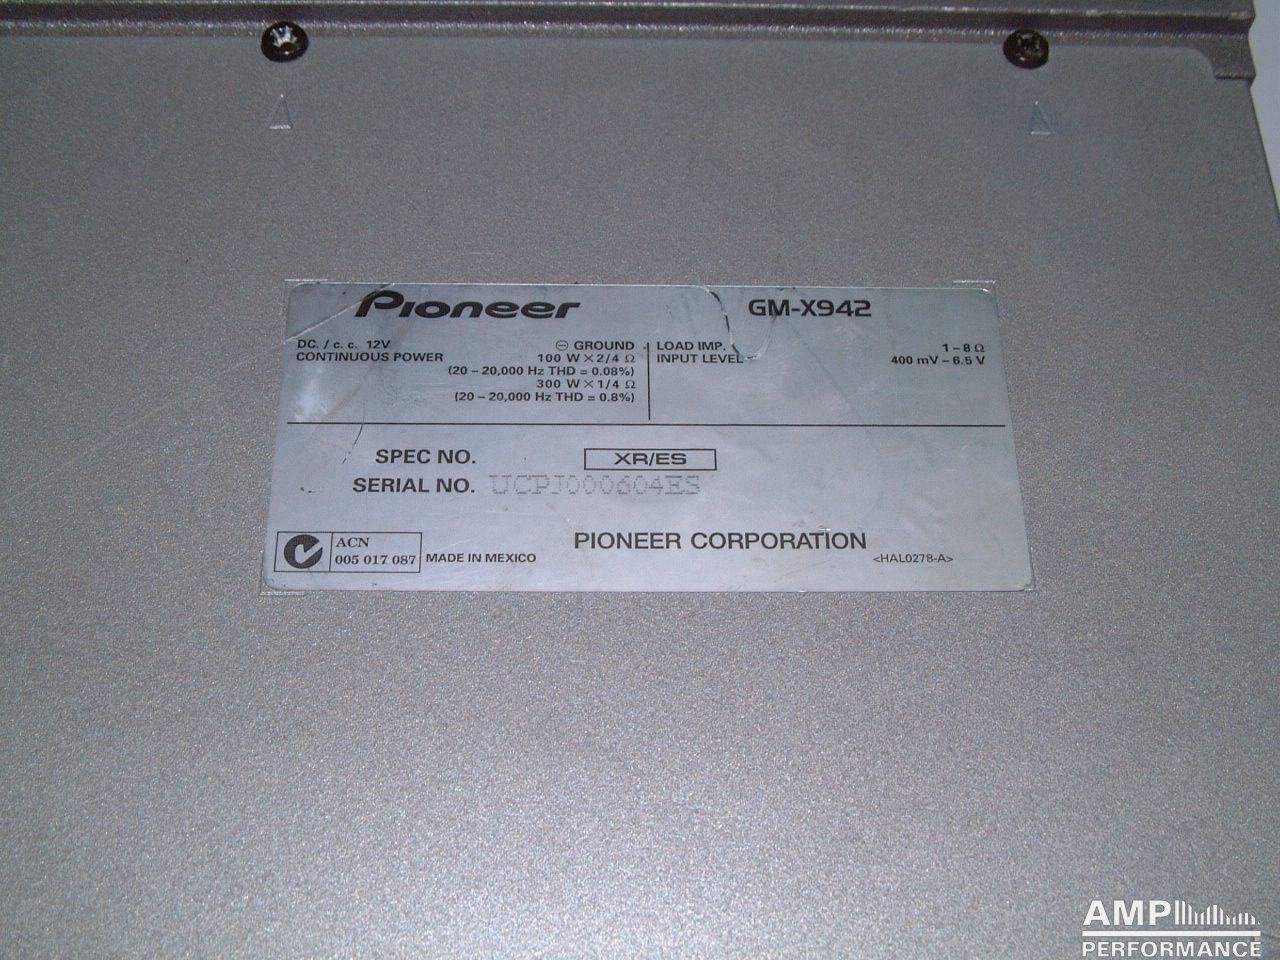 Pioneer GM-X942
DC. / c.c. 12V ⊖ GROUND
CONTINUOUS POWER 100 W×2/4 Ω
(20 – 20,000 Hz THD = 0.08%)
300 W×1/4 Ω
(20 – 20,000 Hz THD = 0.8%)
LOAD IMP. 1 – 8 Ω
INPUT LEVEL 400 mV – 6.5 V
SPEC NO. XR/ES
SERIAL NO. UCPJ000604ES
ACN
005 017 087
MADE IN MEXICO
PIONEER CORPORATION
<HAL0278-A>
AMP
PERFORMANCE